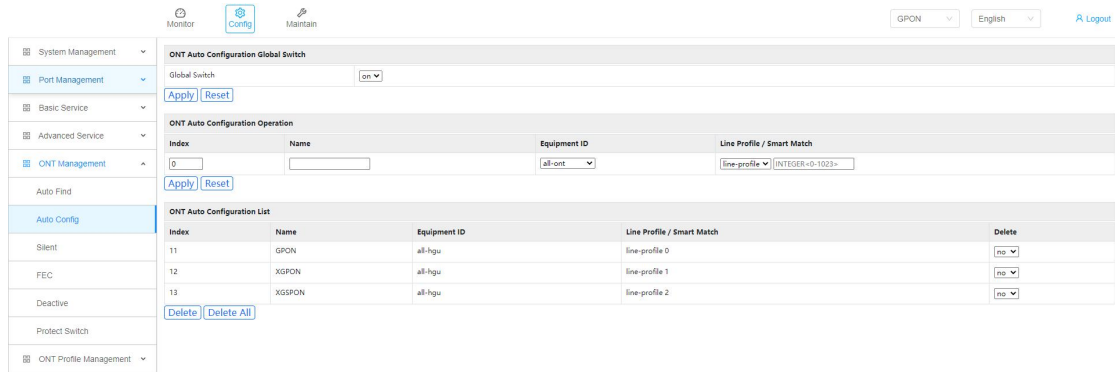 Monitor Config Maintain GPON English Logout
System Management
Port Management
Basic Service
Advanced Service
ONT Management
Auto Find
Auto Config
Silent
FEC
Deactive
Protect Switch
ONT Profile Management
ONT Auto Configuration Global Switch
Global Switch on
Apply Reset
ONT Auto Configuration Operation
Index Name Equipment ID Line Profile / Smart Match
0 all-ont line-profile INTEGER<0-1023>
Apply Reset
ONT Auto Configuration List
Index Name Equipment ID Line Profile / Smart Match Delete
11 GPON all-hgu line-profile 0 no
12 XGPON all-hgu line-profile 1 no
13 XGSPON all-hgu line-profile 2 no
Delete Delete All